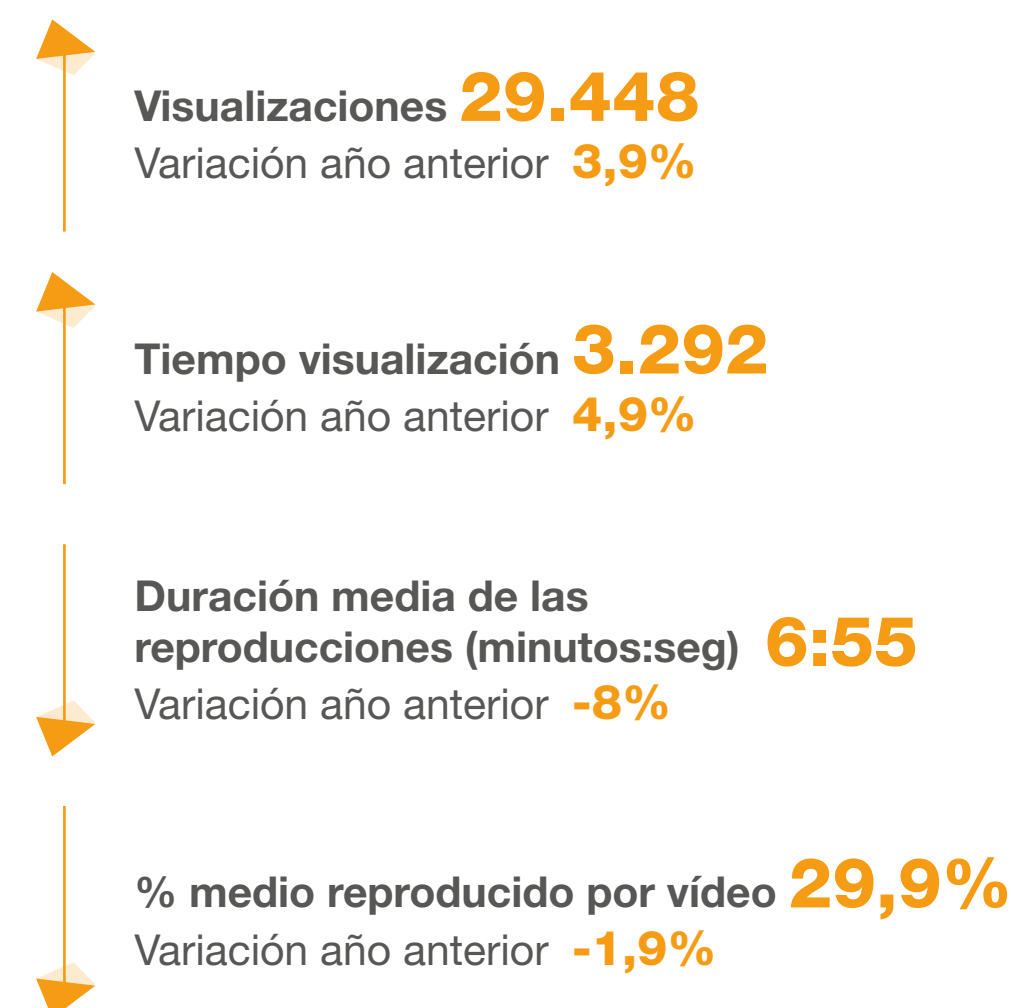 Visualizaciones 29.448
Variación año anterior 3,9%
Tiempo visualización 3.292
Variación año anterior 4,9%
Duración media de las
reproducciones (minutos:seg) 6:55
Variación año anterior -8%
% medio reproducido por vídeo 29,9%
Variación año anterior -1,9%